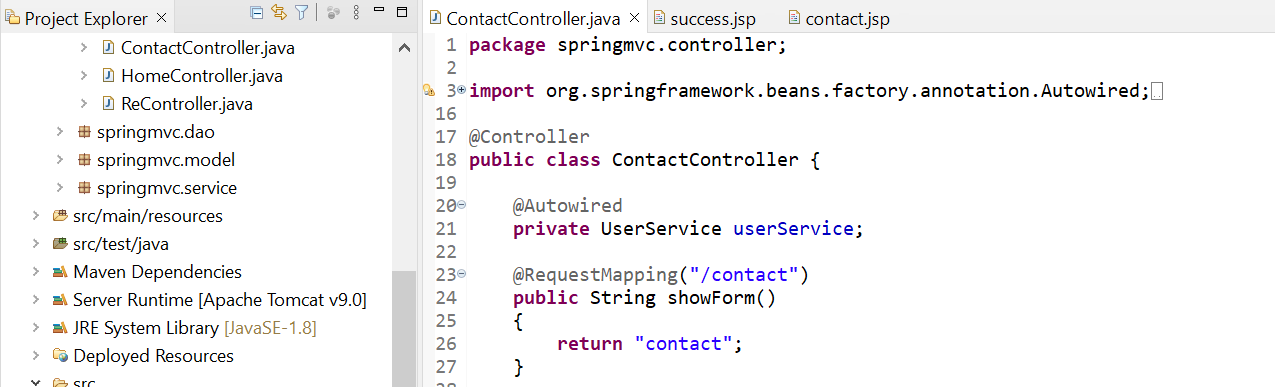 Project Explorer
ContactController.java
HomeController.java
ReController.java
springmvc.dao
springmvc.model
springmvc.service
src/main/resources
src/test/java
Maven Dependencies
Server Runtime [Apache Tomcat v9.0]
JRE System Library [JavaSE-1.8]
Deployed Resources
src
ContactController.java success.jsp contact.jsp
1 package springmvc.controller;
2
3 import org.springframework.beans.factory.annotation.Autowired;
16
17 @Controller
18 public class ContactController {
19
20 @Autowired
21 private UserService userService;
22
23 @RequestMapping("/contact")
24 public String showForm()
25 {
26 return "contact";
27 }